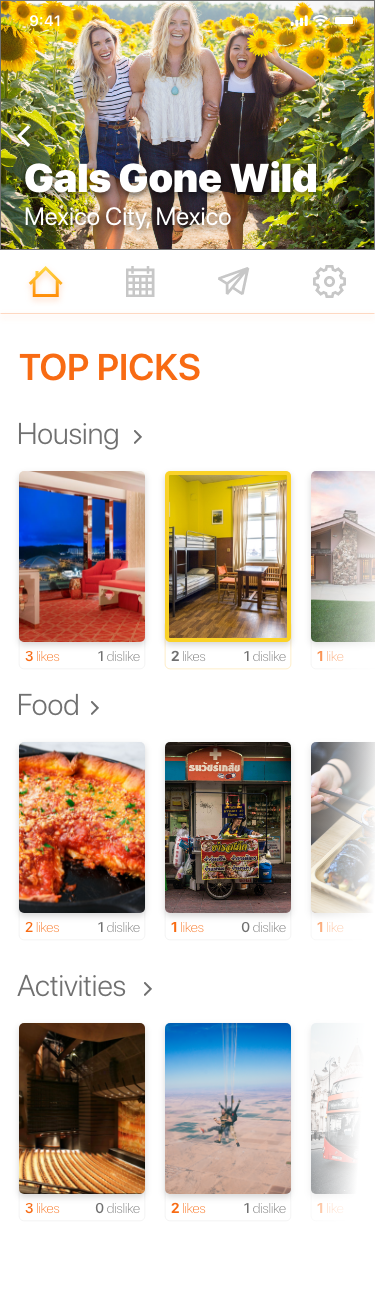 9:41
Gals Gone Wild
Mexico City, Mexico
TOP PICKS
Housing
3 likes 1 dislike
2 likes 1 dislike
1 like
Food
2 likes 1 dislike
1 likes 0 dislike
1 like
Activities
3 likes 0 dislike
2 likes 1 dislike
1 like